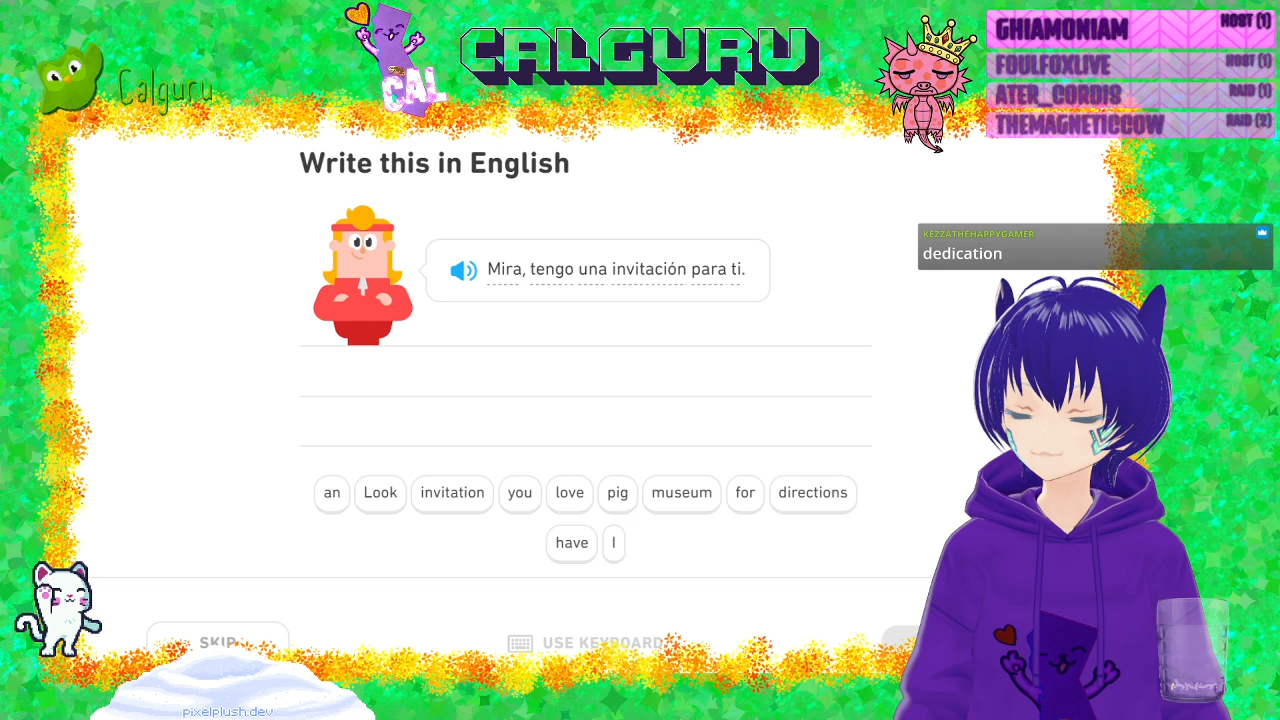 Calguru
CAL
CALGURU
GHIAMONIAM HOST (1)
FOULFOXLIVE HOST (1)
ATER_CORDIS RAID (1)
THEMAGNETICCOW RAID (2)
Write this in English
Mira, tengo una invitación para ti.
KEZZATHEHAPPYGAMER
dedication
an Look invitation you love pig museum for directions
have I
SKIP USE KEYBOARD
pixelplush.dev